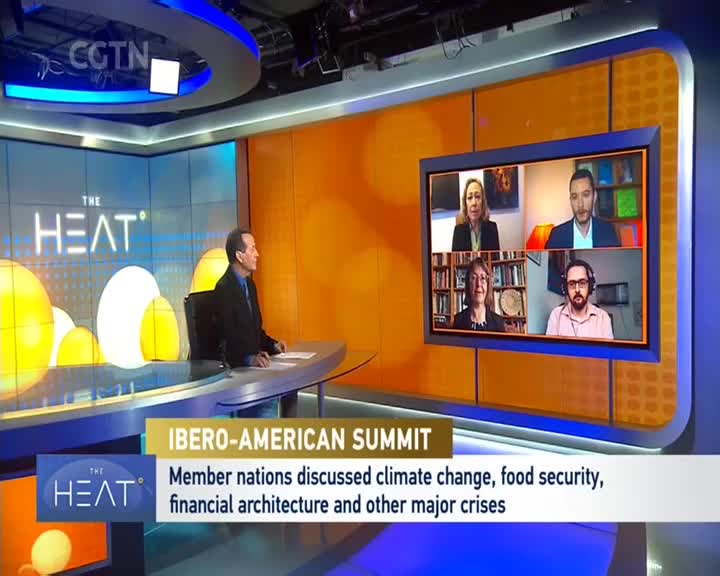 CGTN
THE
HEAT
IBERO-AMERICAN SUMMIT
Member nations discussed climate change, food security,
financial architecture and other major crises
THE
HEAT